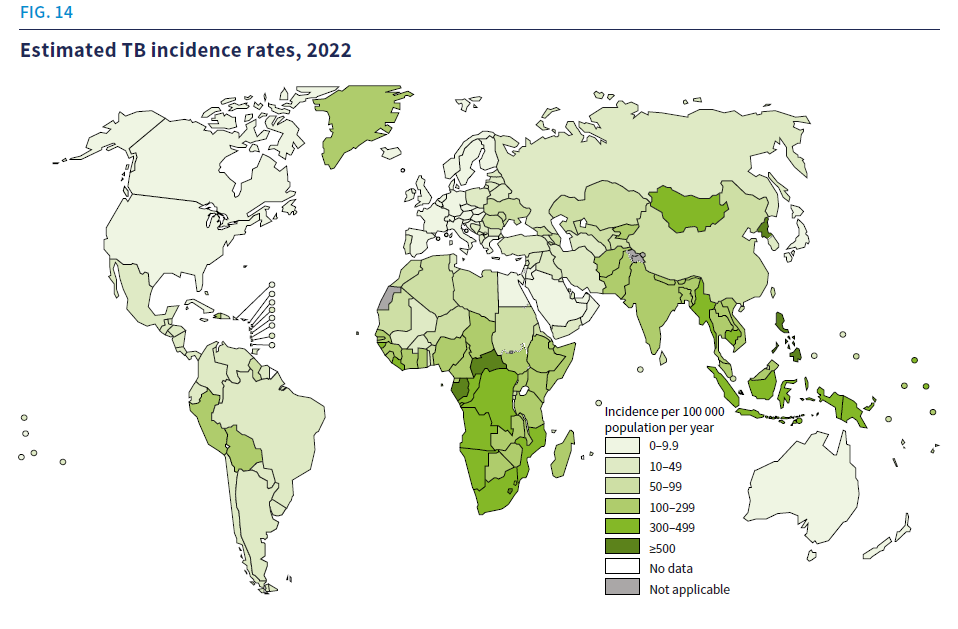 FIG. 14
Estimated TB incidence rates, 2022
Incidence per 100 000
population per year
0–9.9
10–49
50–99
100–299
300–499
≥500
No data
Not applicable